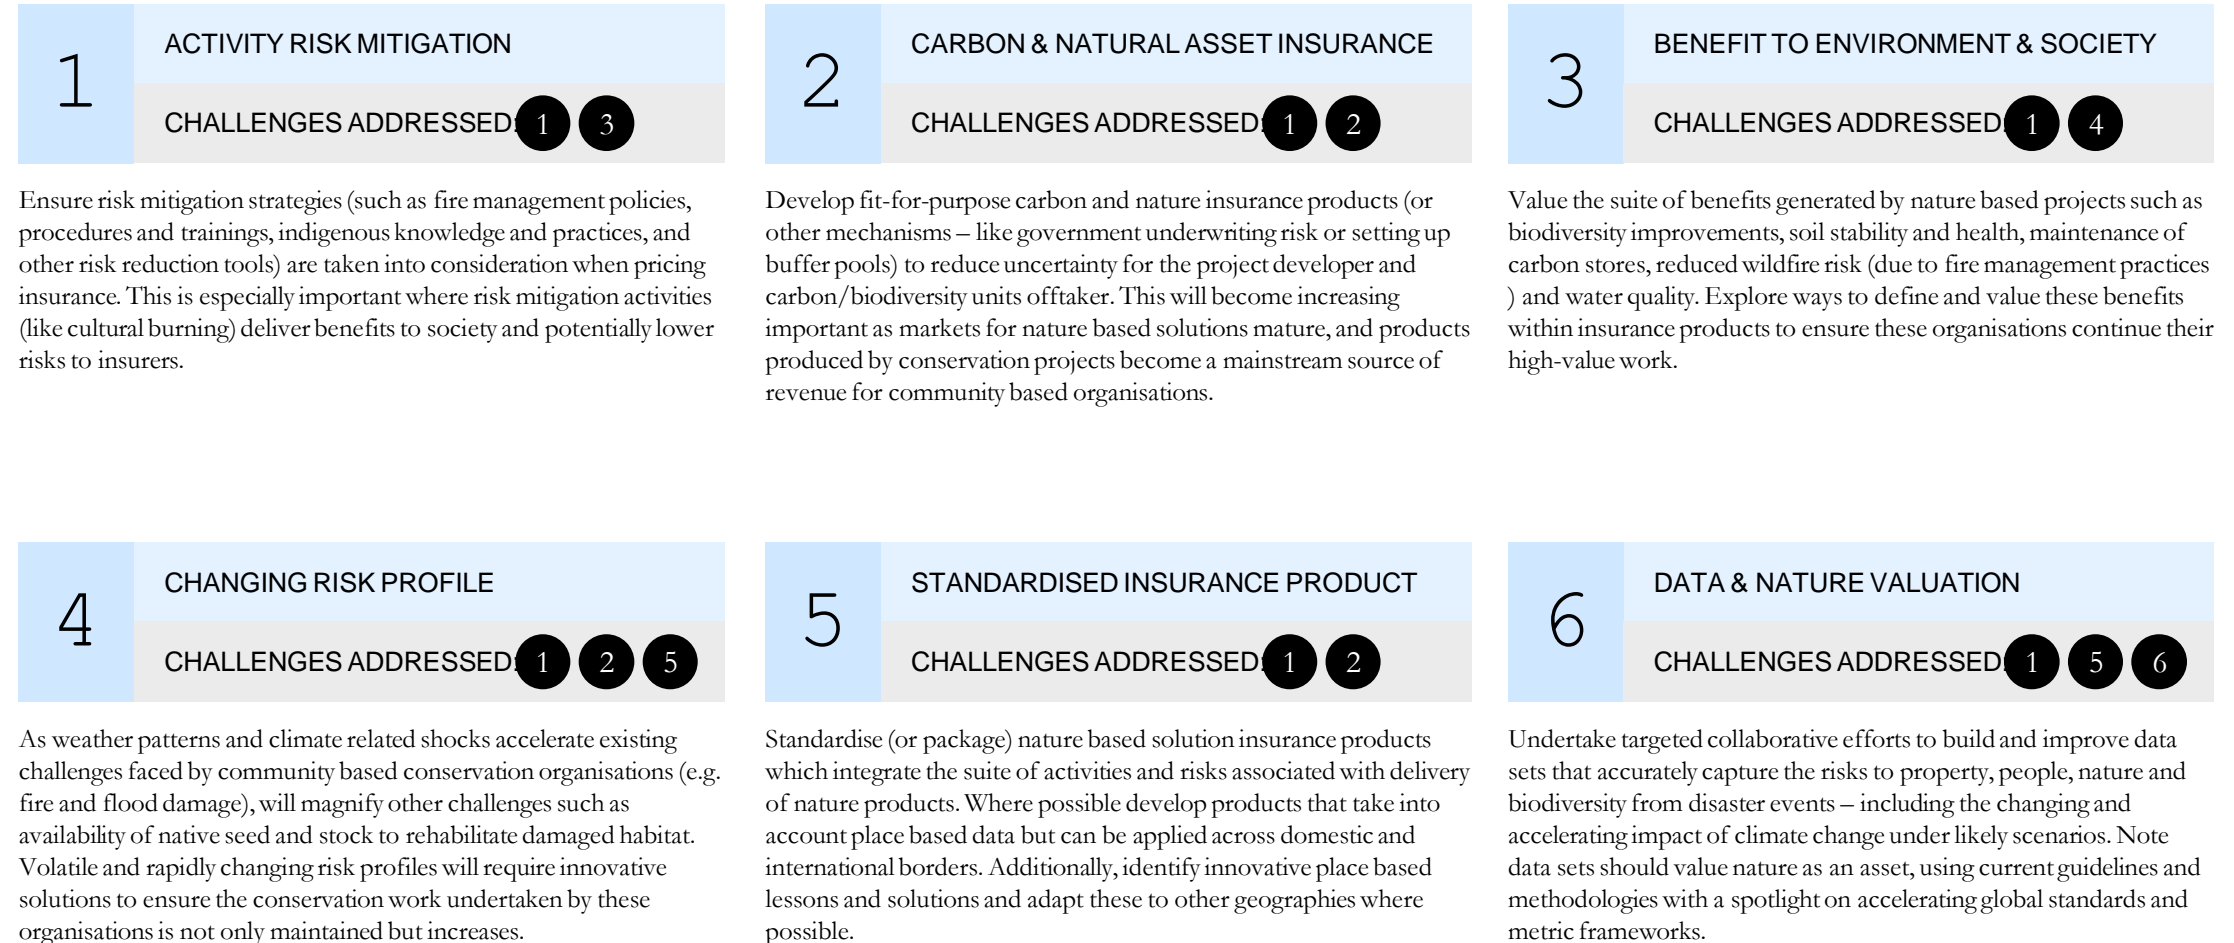 1
ACTIVITY RISK MITIGATION
CHALLENGES ADDRESSED: 1 3
Ensure risk mitigation strategies (such as fire management policies,
procedures and trainings, indigenous knowledge and practices, and
other risk reduction tools) are taken into consideration when pricing
insurance. This is especially important where risk mitigation activities
(like cultural burning) deliver benefits to society and potentially lower
risks to insurers.
2
CARBON & NATURAL ASSET INSURANCE
CHALLENGES ADDRESSED: 1 2
Develop fit-for-purpose carbon and nature insurance products (or
other mechanisms – like government underwriting risk or setting up
buffer pools) to reduce uncertainty for the project developer and
carbon/biodiversity units offtaker. This will become increasing
important as markets for nature based solutions mature, and products
produced by conservation projects become a mainstream source of
revenue for community based organisations.
3
BENEFIT TO ENVIRONMENT & SOCIETY
CHALLENGES ADDRESSED: 1 4
Value the suite of benefits generated by nature based projects such as
biodiversity improvements, soil stability and health, maintenance of
carbon stores, reduced wildfire risk (due to fire management practices
) and water quality. Explore ways to define and value these benefits
within insurance products to ensure these organisations continue their
high-value work.
4
CHANGING RISK PROFILE
CHALLENGES ADDRESSED: 1 2 5
As weather patterns and climate related shocks accelerate existing
challenges faced by community based conservation organisations (e.g.
fire and flood damage), will magnify other challenges such as
availability of native seed and stock to rehabilitate damaged habitat.
Volatile and rapidly changing risk profiles will require innovative
solutions to ensure the conservation work undertaken by these
organisations is not only maintained but increases.
5
STANDARDISED INSURANCE PRODUCT
CHALLENGES ADDRESSED: 1 2
Standardise (or package) nature based solution insurance products
which integrate the suite of activities and risks associated with delivery
of nature products. Where possible develop products that take into
account place based data but can be applied across domestic and
international borders. Additionally, identify innovative place based
lessons and solutions and adapt these to other geographies where
possible.
6
DATA & NATURE VALUATION
CHALLENGES ADDRESSED: 1 5 6
Undertake targeted collaborative efforts to build and improve data
sets that accurately capture the risks to property, people, nature and
biodiversity from disaster events – including the changing and
accelerating impact of climate change under likely scenarios. Note
data sets should value nature as an asset, using current guidelines and
methodologies with a spotlight on accelerating global standards and
metric frameworks.